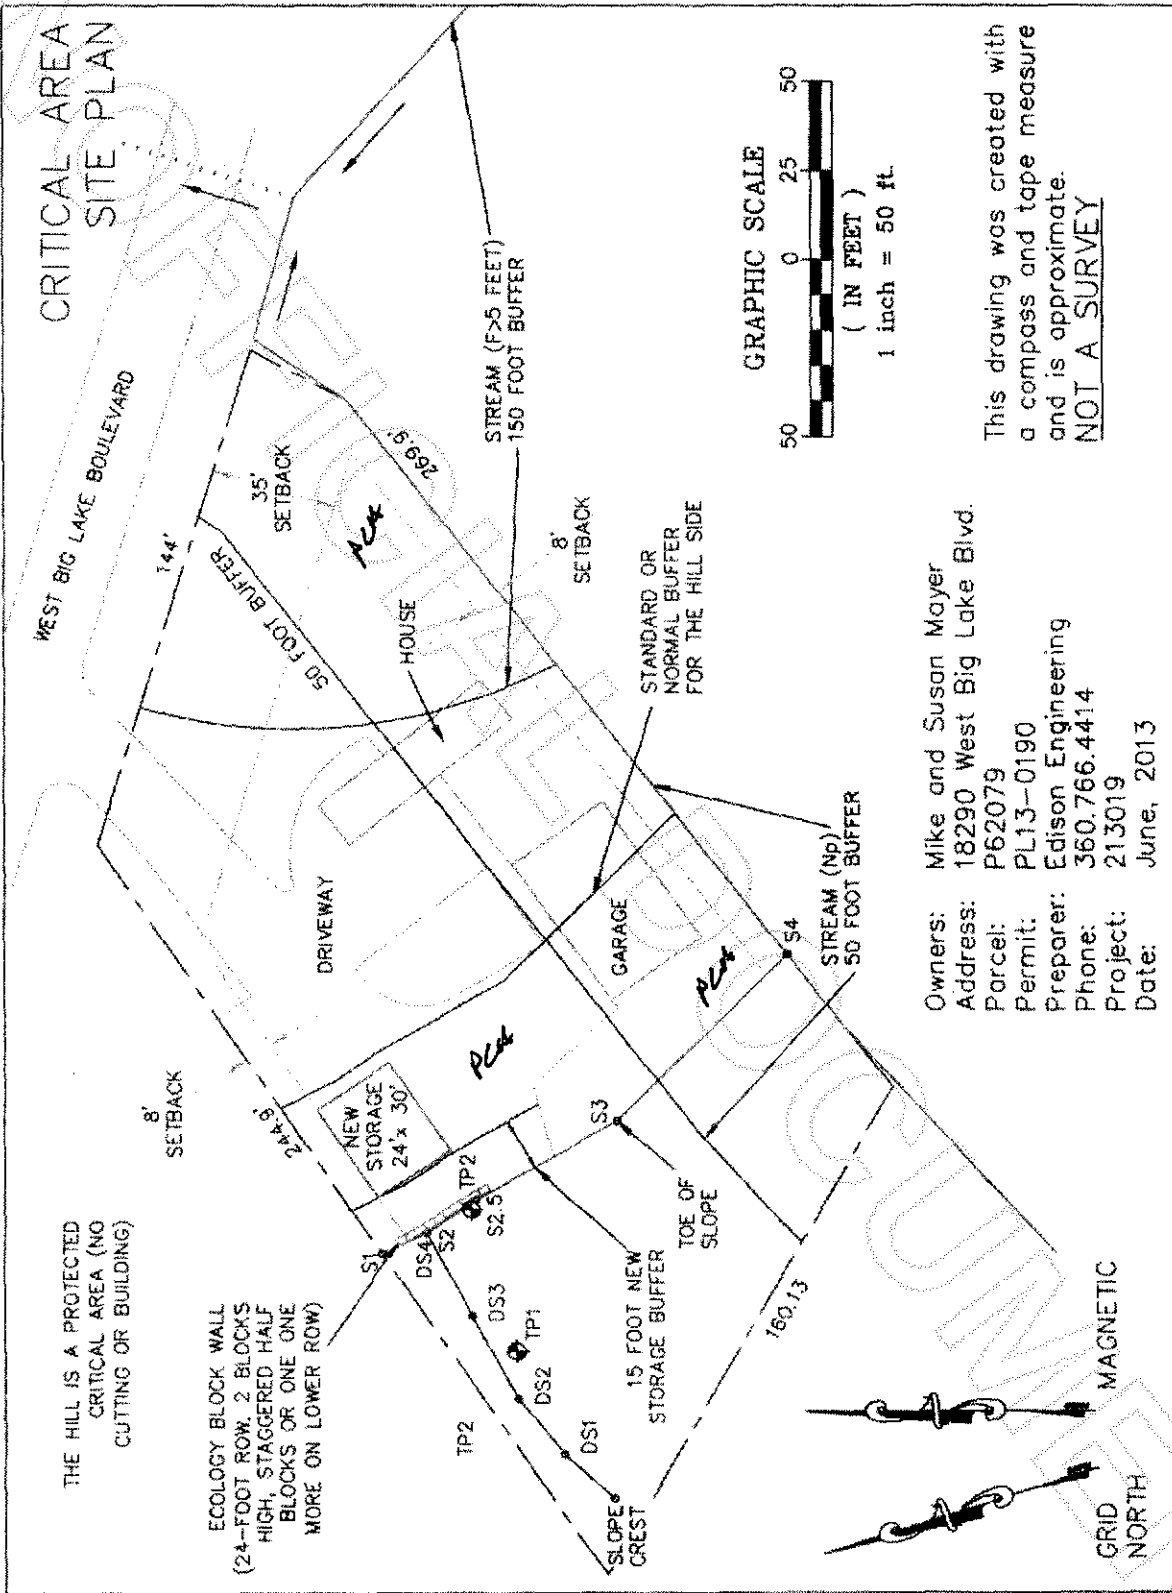 CRITICAL AREA
SITE PLAN
WEST BIG LAKE BOULEVARD
144'
35'
SETBACK
50 FOOT BUFFER
269.9'
PCA
HOUSE
STREAM (F>5 FEET)
150 FOOT BUFFER
8'
SETBACK
STANDARD OR
NORMAL BUFFER
FOR THE HILL SIDE
DRIVEWAY
GARAGE
PCA
S4
STREAM (Np)
50 FOOT BUFFER
8'
SETBACK
244.9'
NEW
STORAGE
24'x 30'
PCA
S3
TOE OF
SLOPE
15 FOOT NEW
STORAGE BUFFER
S1
DS4
S2
S2.5
TP2
DS3
TP1
DS2
TP2
DS1
SLOPE
CREST
160.13
THE HILL IS A PROTECTED
CRITICAL AREA (NO
CUTTING OR BUILDING)
ECOLOGY BLOCK WALL
(24-FOOT ROW, 2 BLOCKS
HIGH, STAGGERED HALF
BLOCKS OR ONE ONE
MORE ON LOWER ROW)
GRID
NORTH
MAGNETIC
GRAPHIC SCALE
50 0 25 50
( IN FEET )
1 inch = 50 ft.
Owners: Mike and Susan Mayer
Address: 18290 West Big Lake Blvd.
Parcel: P62079
Permit: PL13-0190
Preparer: Edison Engineering
Phone: 360.766.4414
Project: 213019
Date: June, 2013
This drawing was created with
a compass and tape measure
and is approximate.
NOT A SURVEY
UNOFFICIAL DOCUMENT